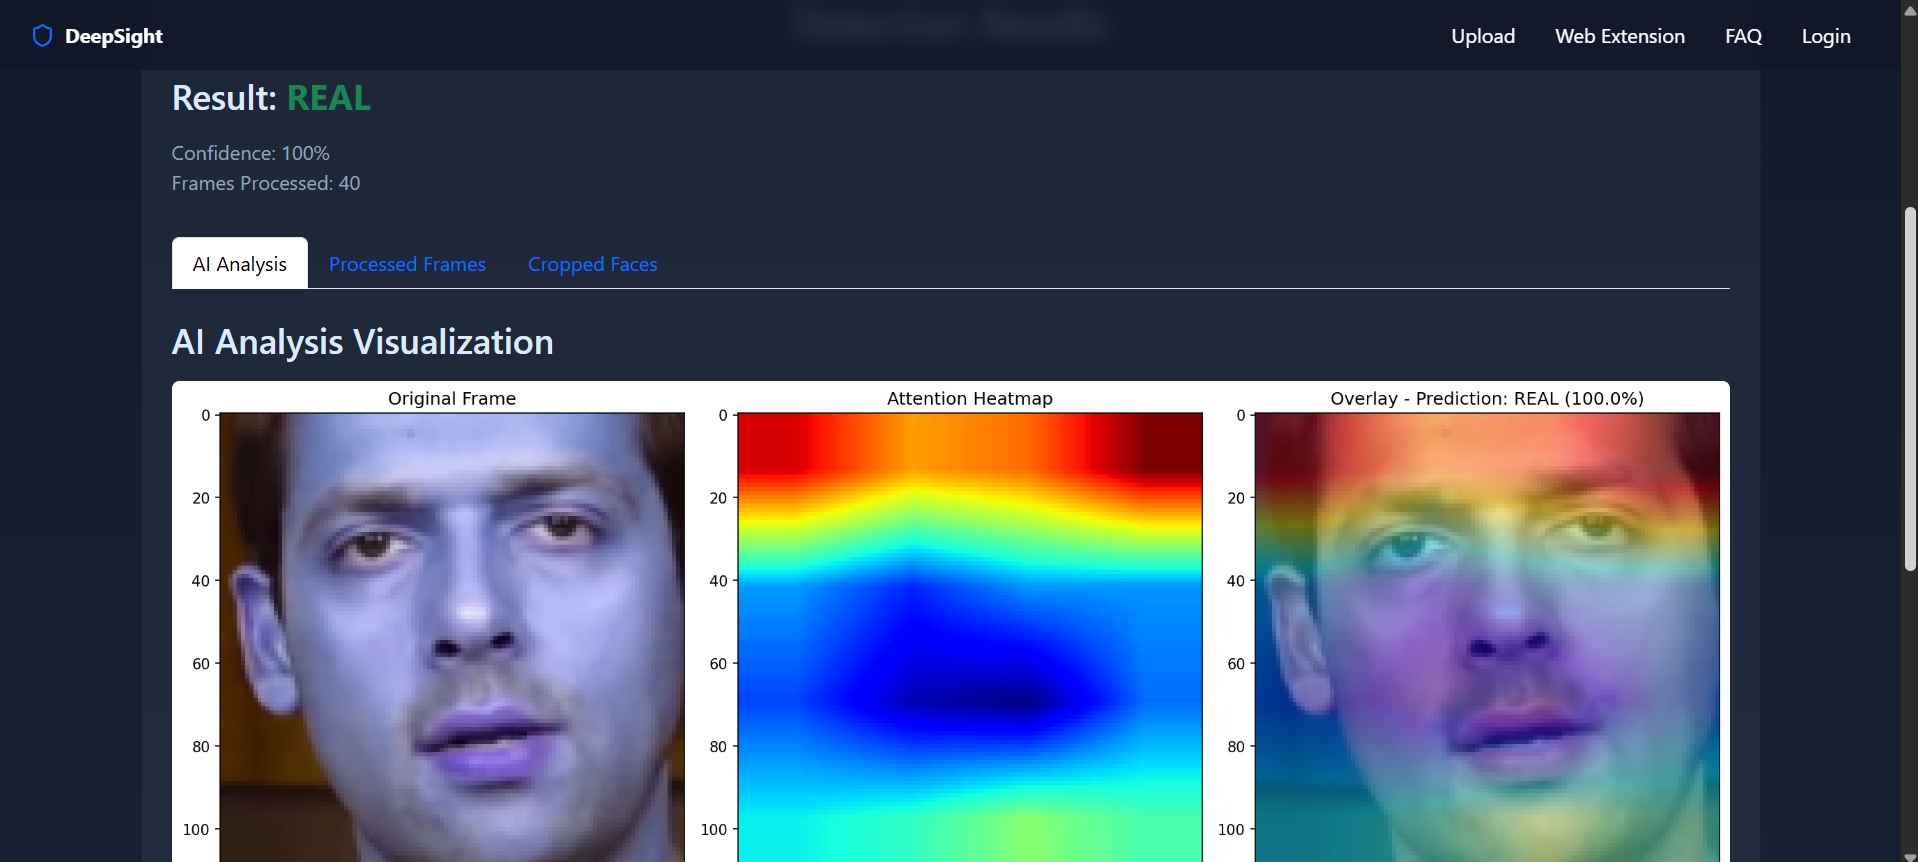 DeepSight
Upload
Web Extension
FAQ
Login
Result: REAL
Confidence: 100%
Frames Processed: 40
AI Analysis
Processed Frames
Cropped Faces
AI Analysis Visualization
Original Frame
0
20
40
60
80
100
Attention Heatmap
0
20
40
60
80
100
Overlay - Prediction: REAL (100.0%)
0
20
40
60
80
100